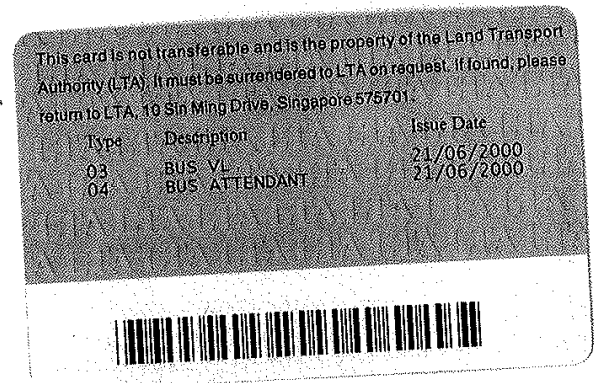 This card is not transferable and is the property of the Land Transport
Authority (LTA). It must be surrendered to LTA on request. If found, please
return to LTA, 10 Sin Ming Drive, Singapore 575701.
Type Description Issue Date
03 BUS VL 21/06/2000
04 BUS ATTENDANT 21/06/2000